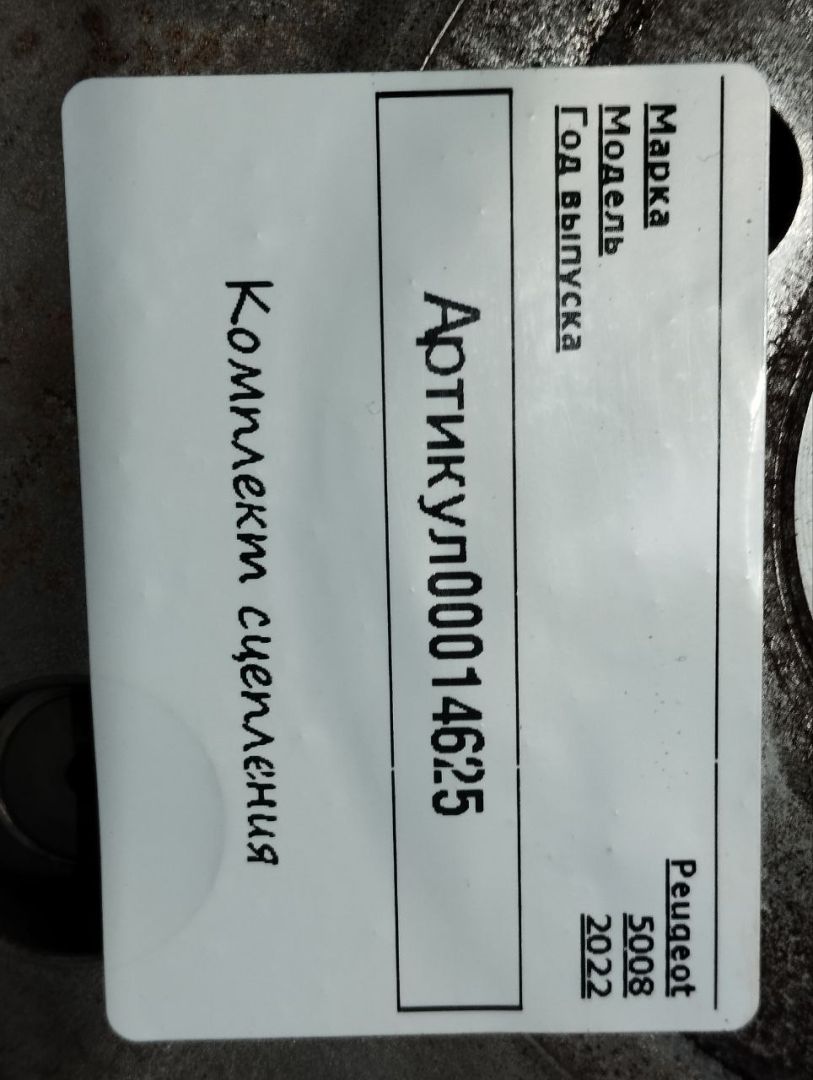 Марка Peugeot
Модель 5008
Год выпуска 2022
Артикул00014625
Комплект сцепления